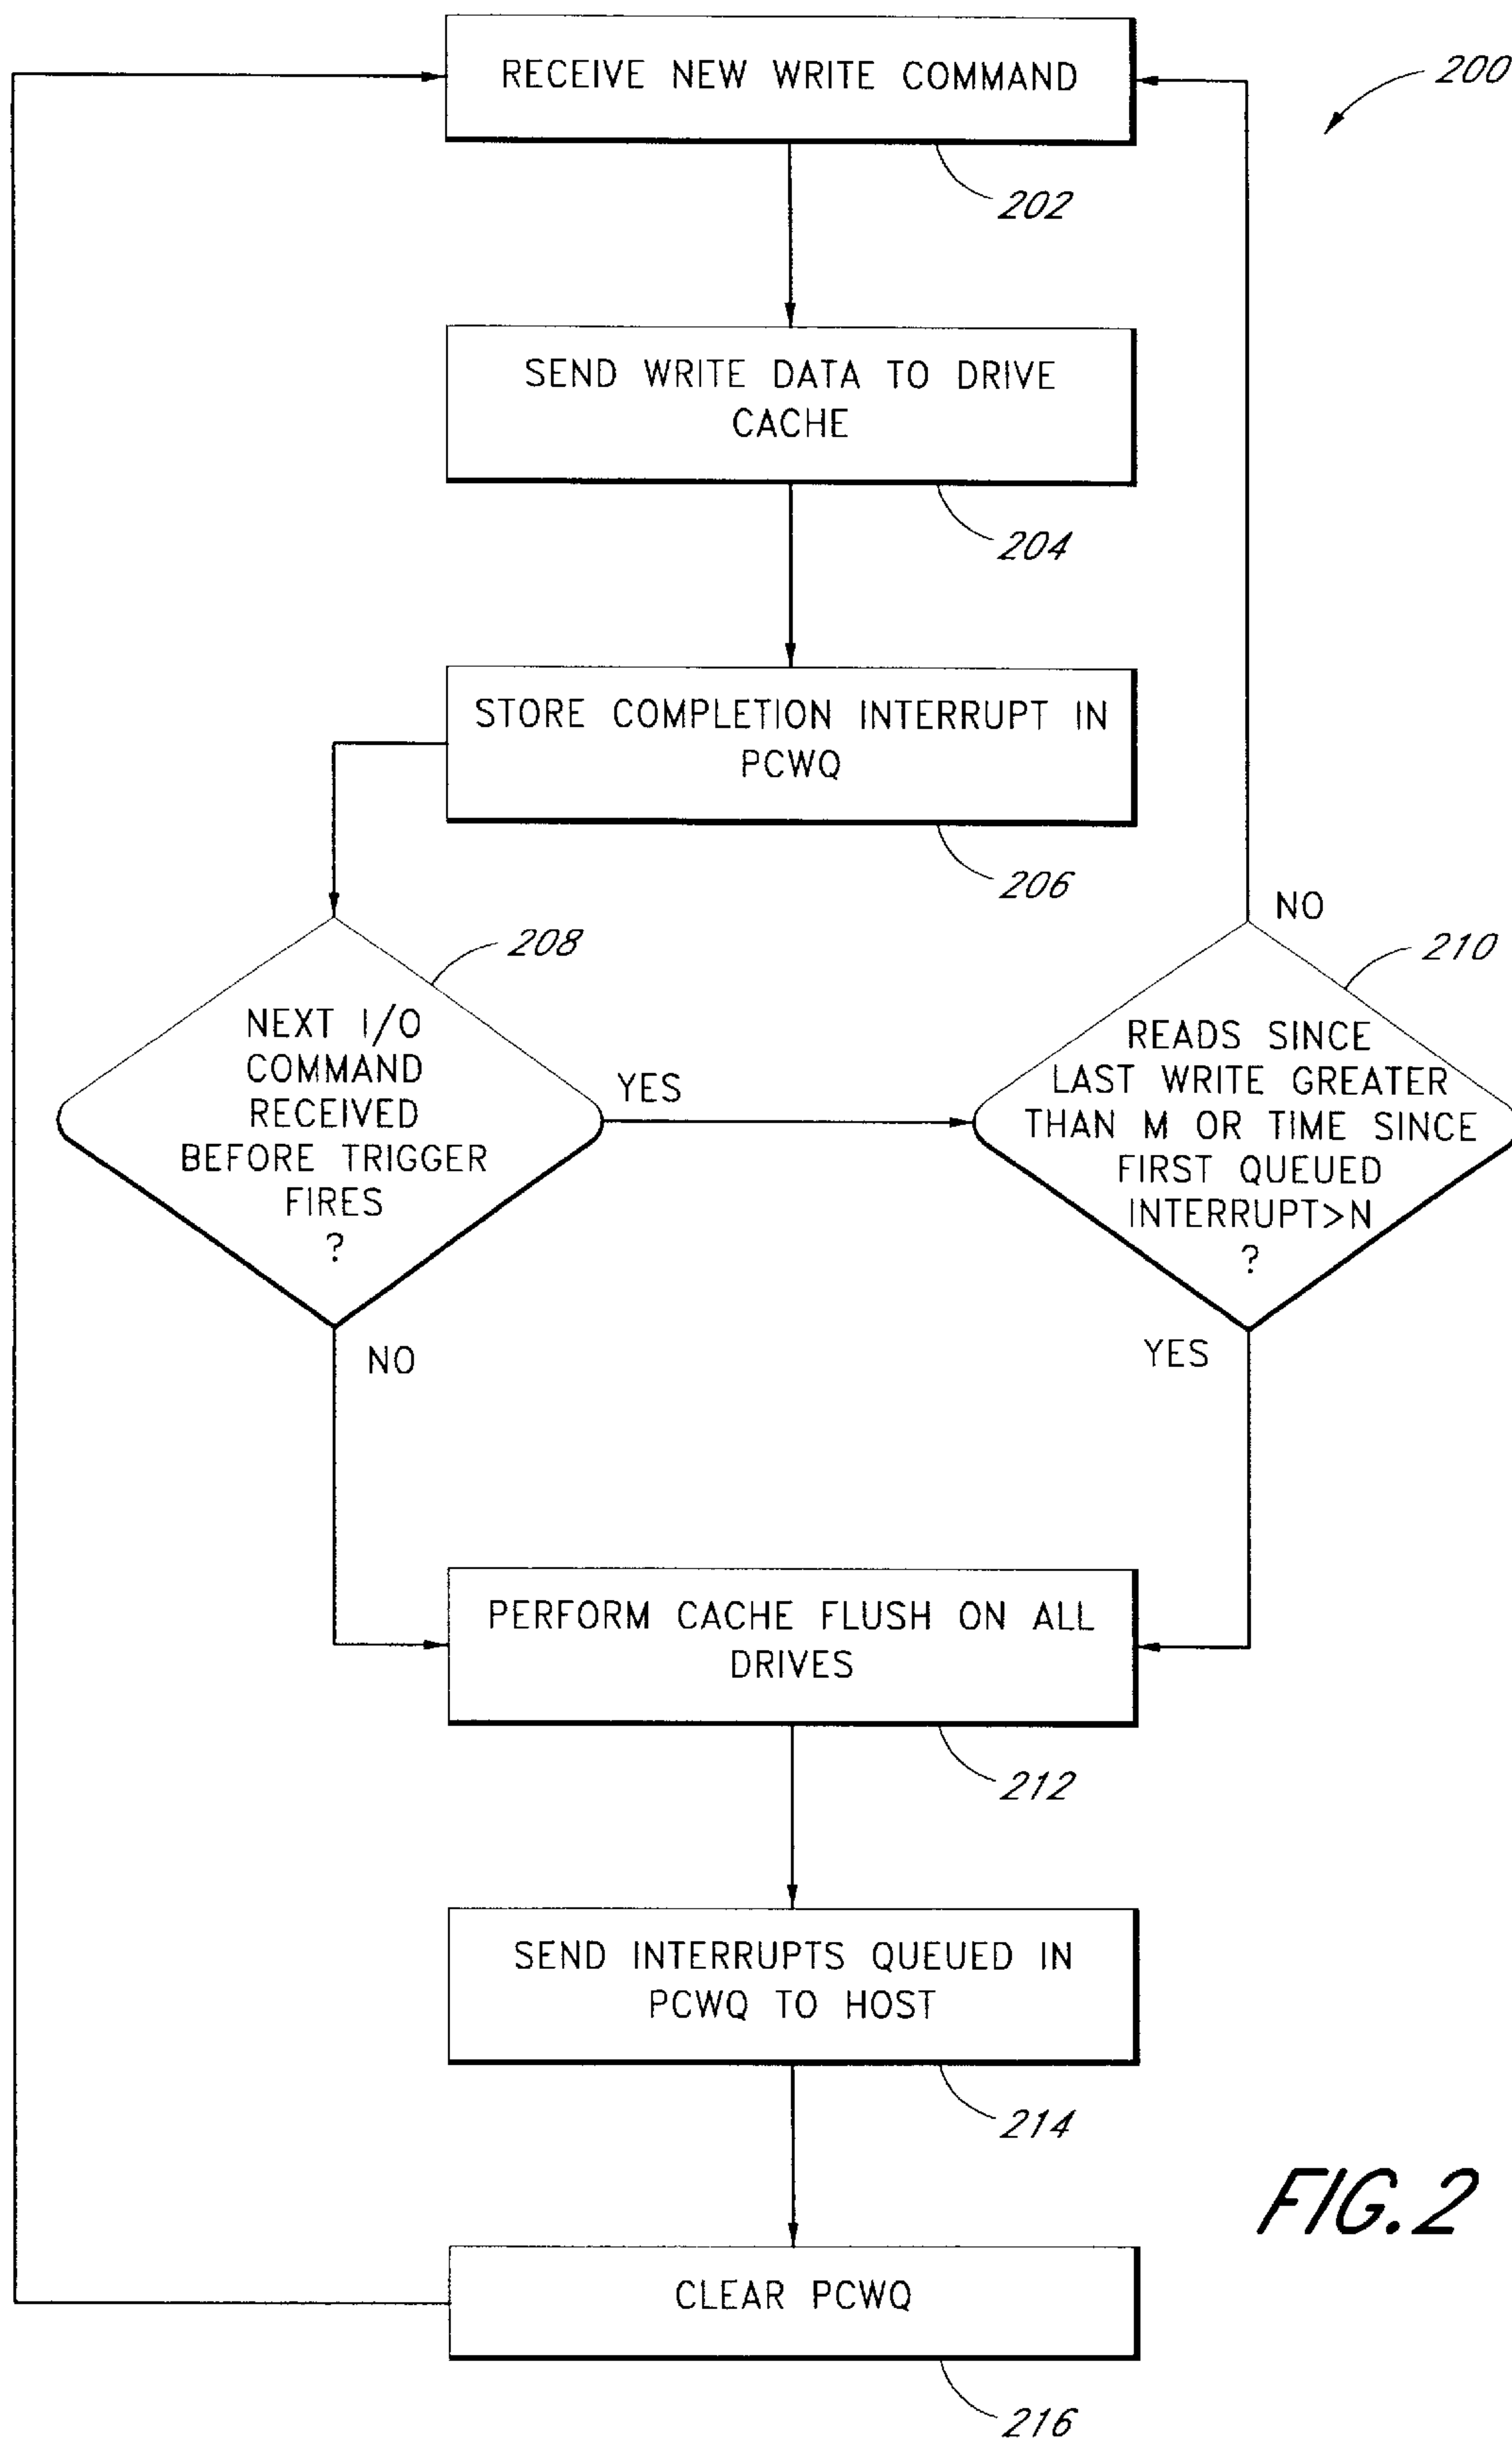 RECEIVE NEW WRITE COMMAND
200
202
SEND WRITE DATA TO DRIVE
CACHE
204
STORE COMPLETION INTERRUPT IN
PCWQ
206
208
NEXT I/O
COMMAND
RECEIVED
BEFORE TRIGGER
FIRES
?
YES
NO
NO
210
READS SINCE
LAST WRITE GREATER
THAN M OR TIME SINCE
FIRST QUEUED
INTERRUPT>N
?
YES
PERFORM CACHE FLUSH ON ALL
DRIVES
212
SEND INTERRUPTS QUEUED IN
PCWQ TO HOST
214
CLEAR PCWQ
216
FIG.2